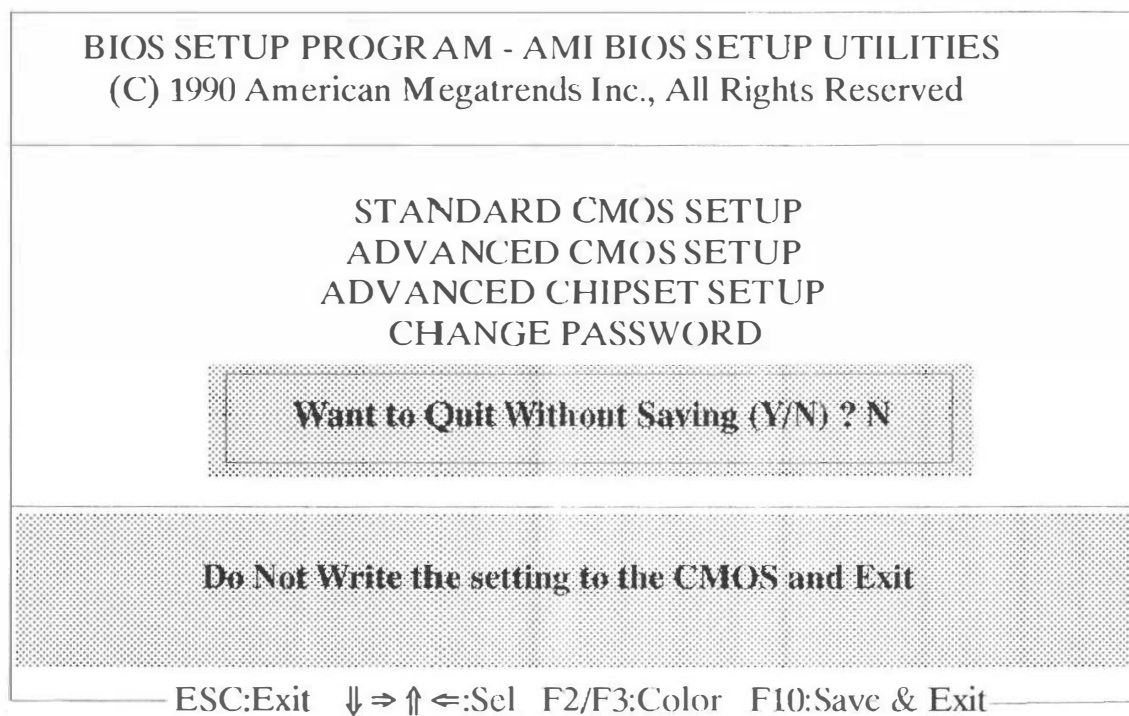 BIOS SETUP PROGRAM - AMI BIOS SETUP UTILITIES
(C) 1990 American Megatrends Inc., All Rights Reserved
STANDARD CMOS SETUP
ADVANCED CMOS SETUP
ADVANCED CHIPSET SETUP
CHANGE PASSWORD
Want to Quit Without Saving (Y/N) ? N
Do Not Write the setting to the CMOS and Exit
ESC:Exit ⇓⇒⇑⇐:Sel F2/F3:Color F10:Save & Exit